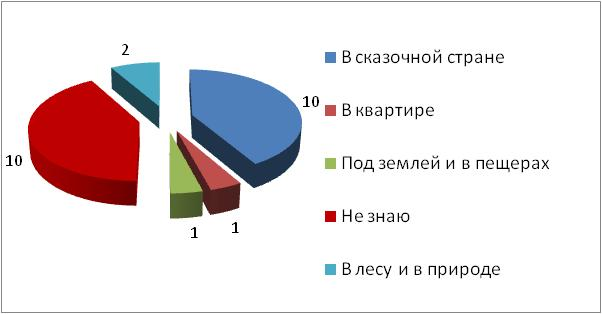 2
10
10
1
1
В сказочной стране
В квартире
Под землей и в пещерах
Не знаю
В лесу и в природе